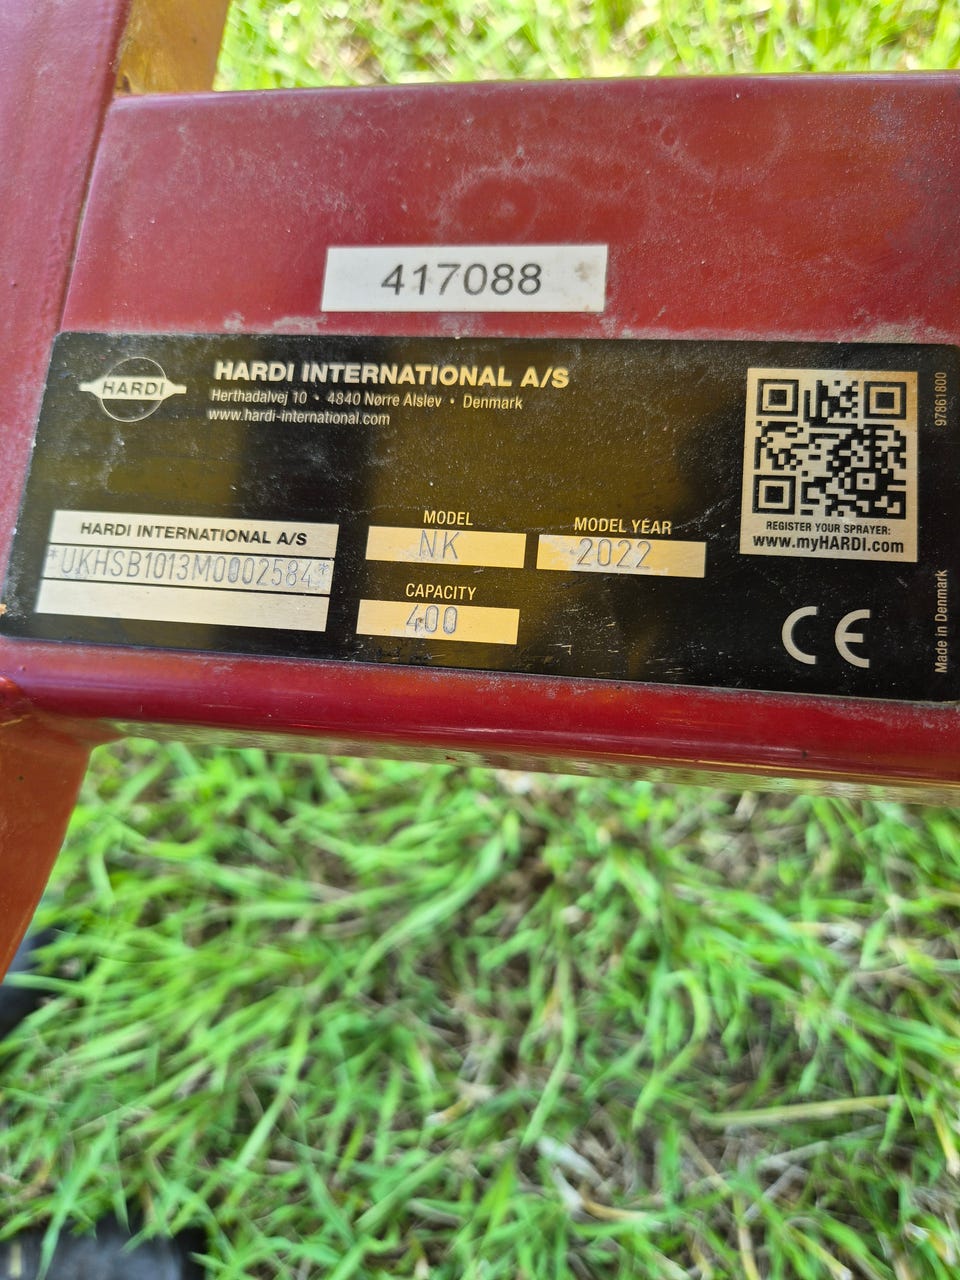 417088
HARDI
HARDI INTERNATIONAL A/S
Herthadalvej 10 • 4840 Nørre Alslev • Denmark
www.hardi-international.com
HARDI INTERNATIONAL A/S
*UKHSB1013M0002584*
MODEL
NK
MODEL YEAR
2022
CAPACITY
400
REGISTER YOUR SPRAYER:
www.myHARDI.com
CE
97861800
Made in Denmark